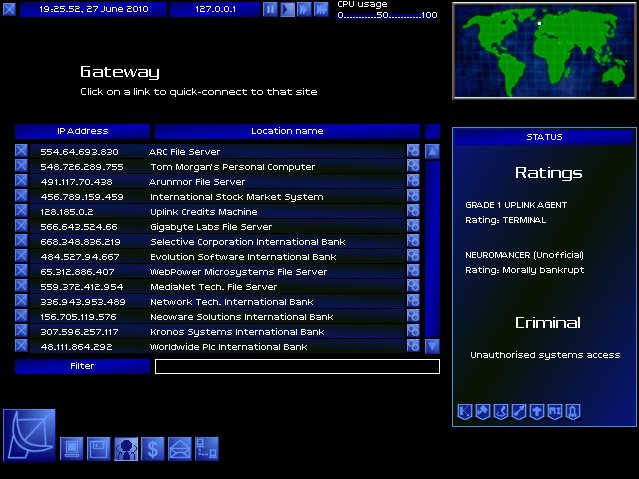 19:25.52, 27 June 2010
127.0.0.1
CPU usage
0..........50..........100
Gateway
Click on a link to quick-connect to that site
IP Address Location name
554.64.693.830 ARC File Server
548.726.289.755 Tom Morgan's Personal Computer
491.117.70.438 Arunmor File Server
456.789.159.459 International Stock Market System
128.185.0.2 Uplink Credits Machine
566.643.524.66 Gigabyte Labs File Server
668.348.836.219 Selective Corporation International Bank
484.527.94.667 Evolution Software International Bank
65.312.886.407 WebPower Microsystems File Server
559.372.412.954 MediaNet Tech. File Server
336.943.953.489 Network Tech. International Bank
156.705.119.576 Neoware Solutions International Bank
307.596.257.117 Kronos Systems International Bank
48.111.864.292 Worldwide Plc International Bank
Filter
STATUS
Ratings
GRADE 1 UPLINK AGENT
Rating: TERMINAL
NEUROMANCER (Unofficial)
Rating: Morally bankrupt
Criminal
Unauthorised systems access
MI
$